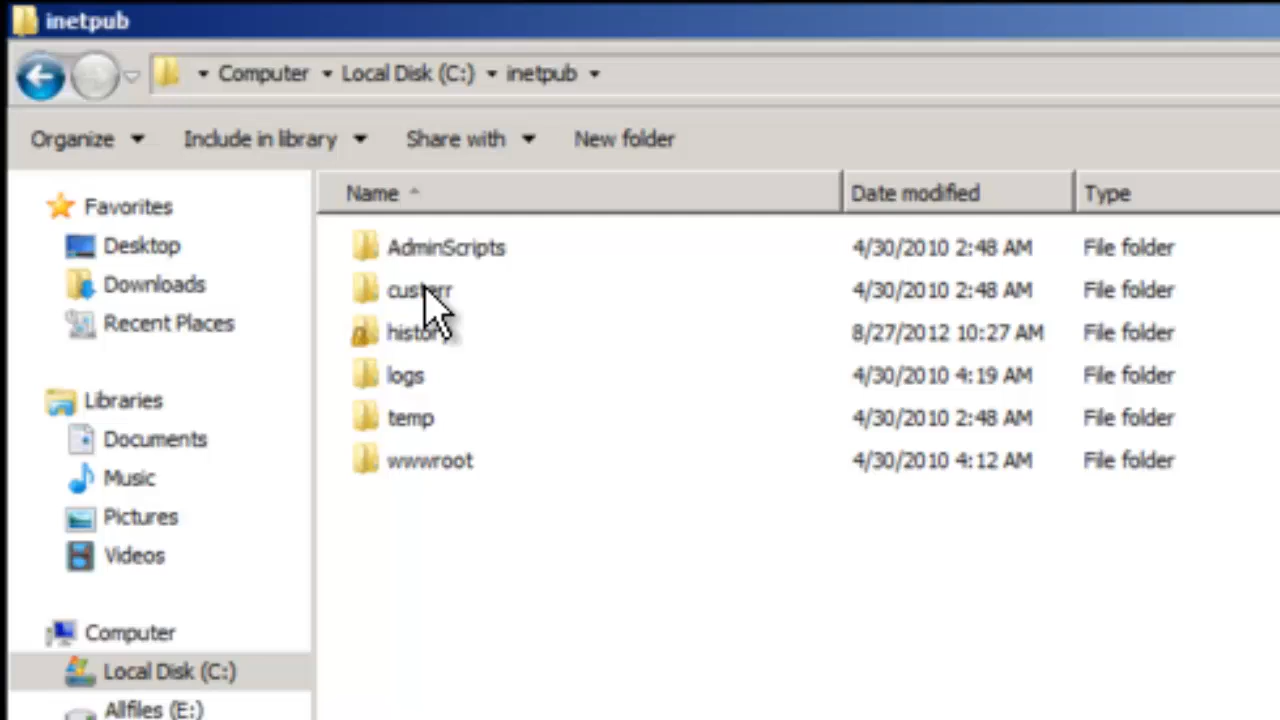 inetpub
Computer Local Disk (C:) inetpub
Organize Include in library Share with New folder
Name Date modified Type
Favorites
Desktop
Downloads
Recent Places
Libraries
Documents
Music
Pictures
Videos
Computer
Local Disk (C:)
Allfiles (E:)
AdminScripts 4/30/2010 2:48 AM File folder
custerr 4/30/2010 2:48 AM File folder
history 8/27/2012 10:27 AM File folder
logs 4/30/2010 4:19 AM File folder
temp 4/30/2010 2:48 AM File folder
wwwroot 4/30/2010 4:12 AM File folder